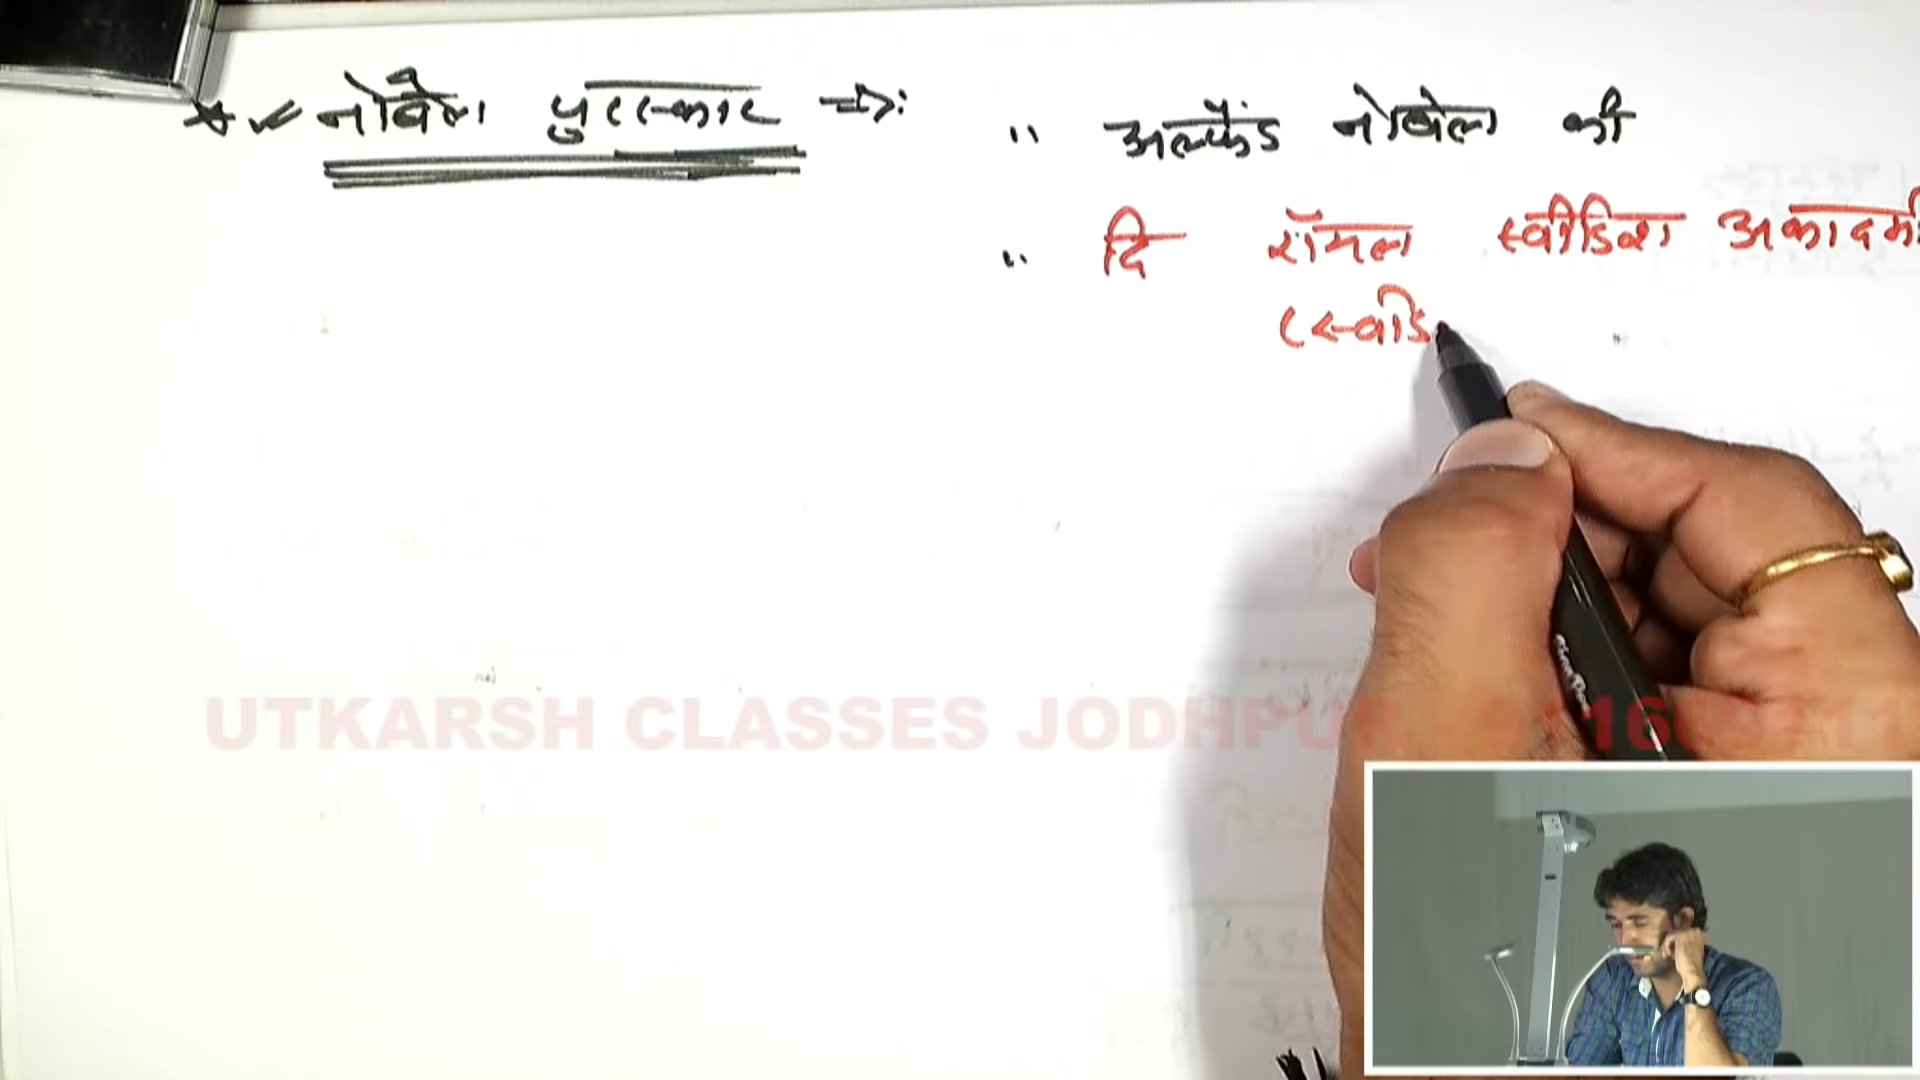 नोबेल पुरस्कार ⇒: " अल्फ्रेड नोबेल की
" दि रॉयल स्वीडिश अकादमी
(स्वीडि
UTKARSH CLASSES JODHPUR